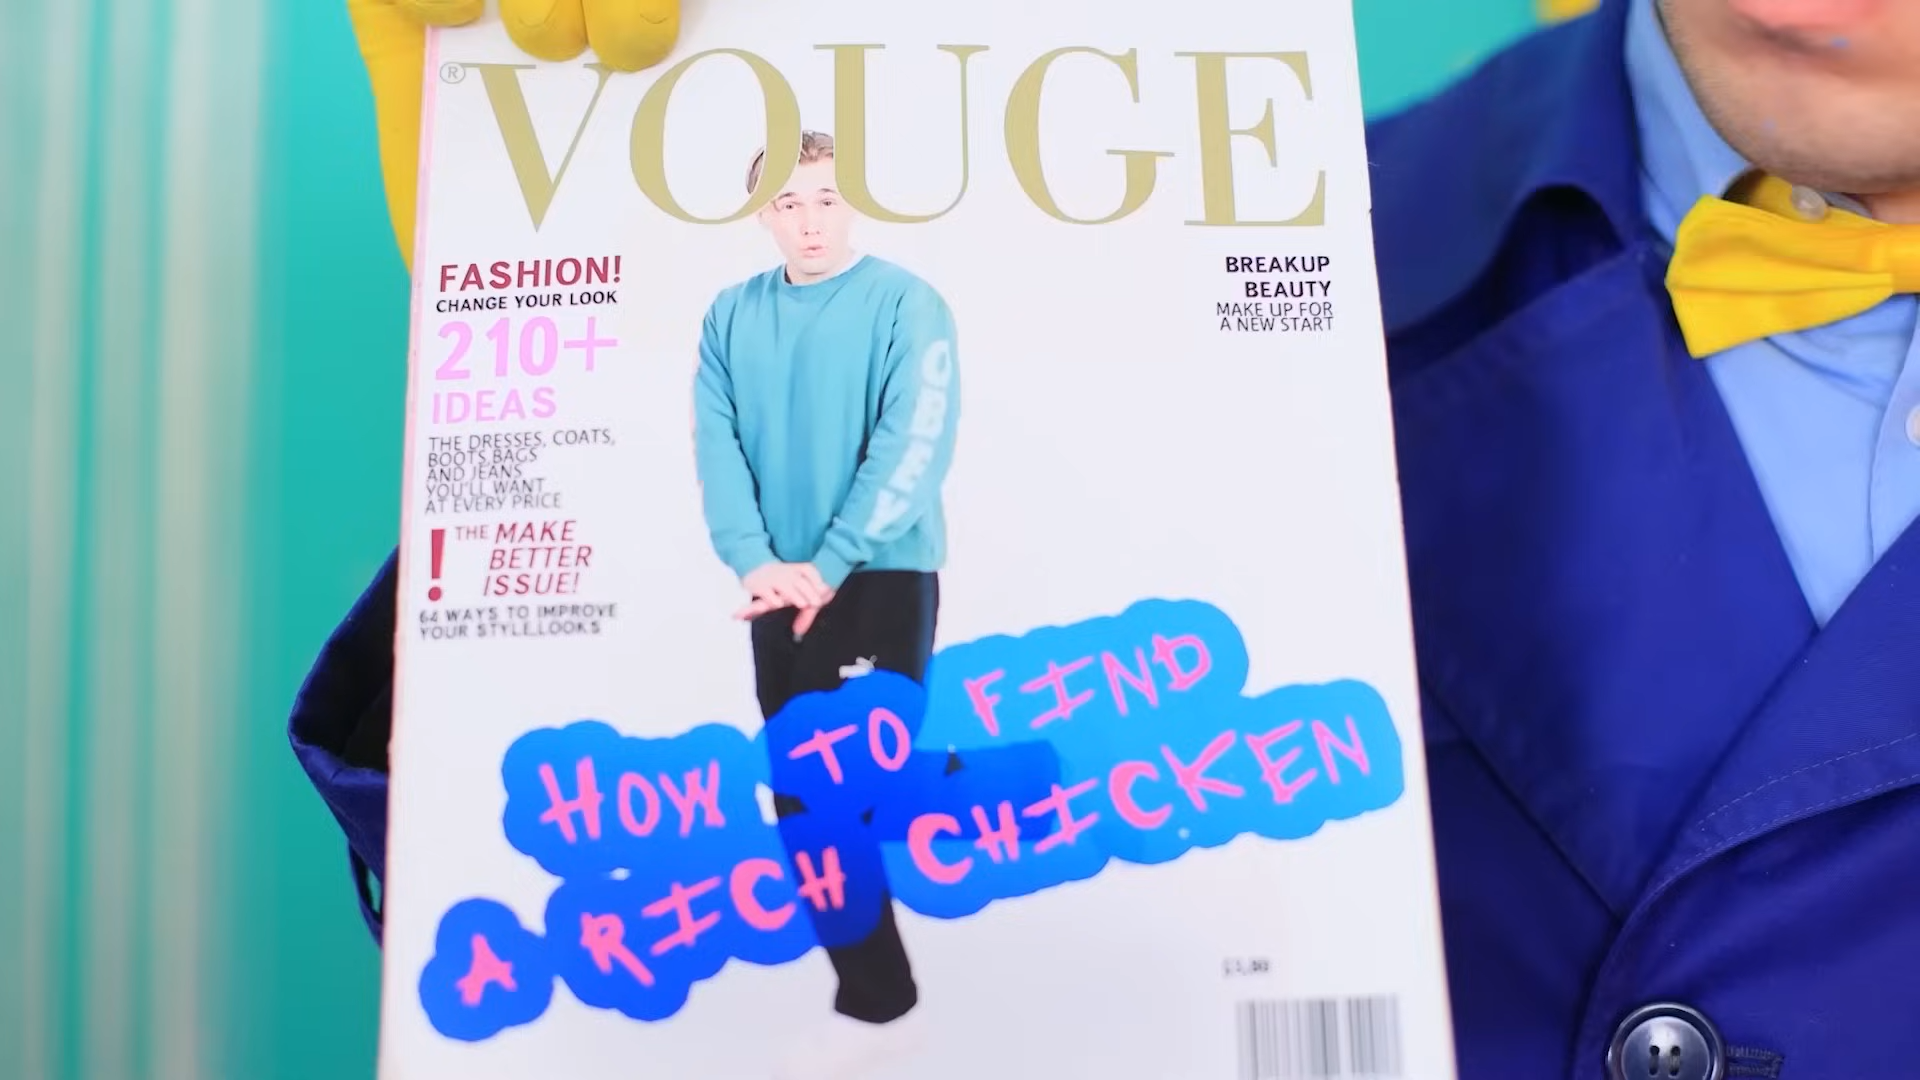 ®VOUGE
FASHION!
CHANGE YOUR LOOK
210+
IDEAS
THE DRESSES, COATS,
BOOTS,BAGS
AND JEANS
YOU'LL WANT
AT EVERY PRICE
! THE MAKE
BETTER
ISSUE!
64 WAYS TO IMPROVE
YOUR STYLE,LOOKS
BREAKUP
BEAUTY
MAKE UP FOR
A NEW START
HOW TO FIND
A RICH CHICKEN